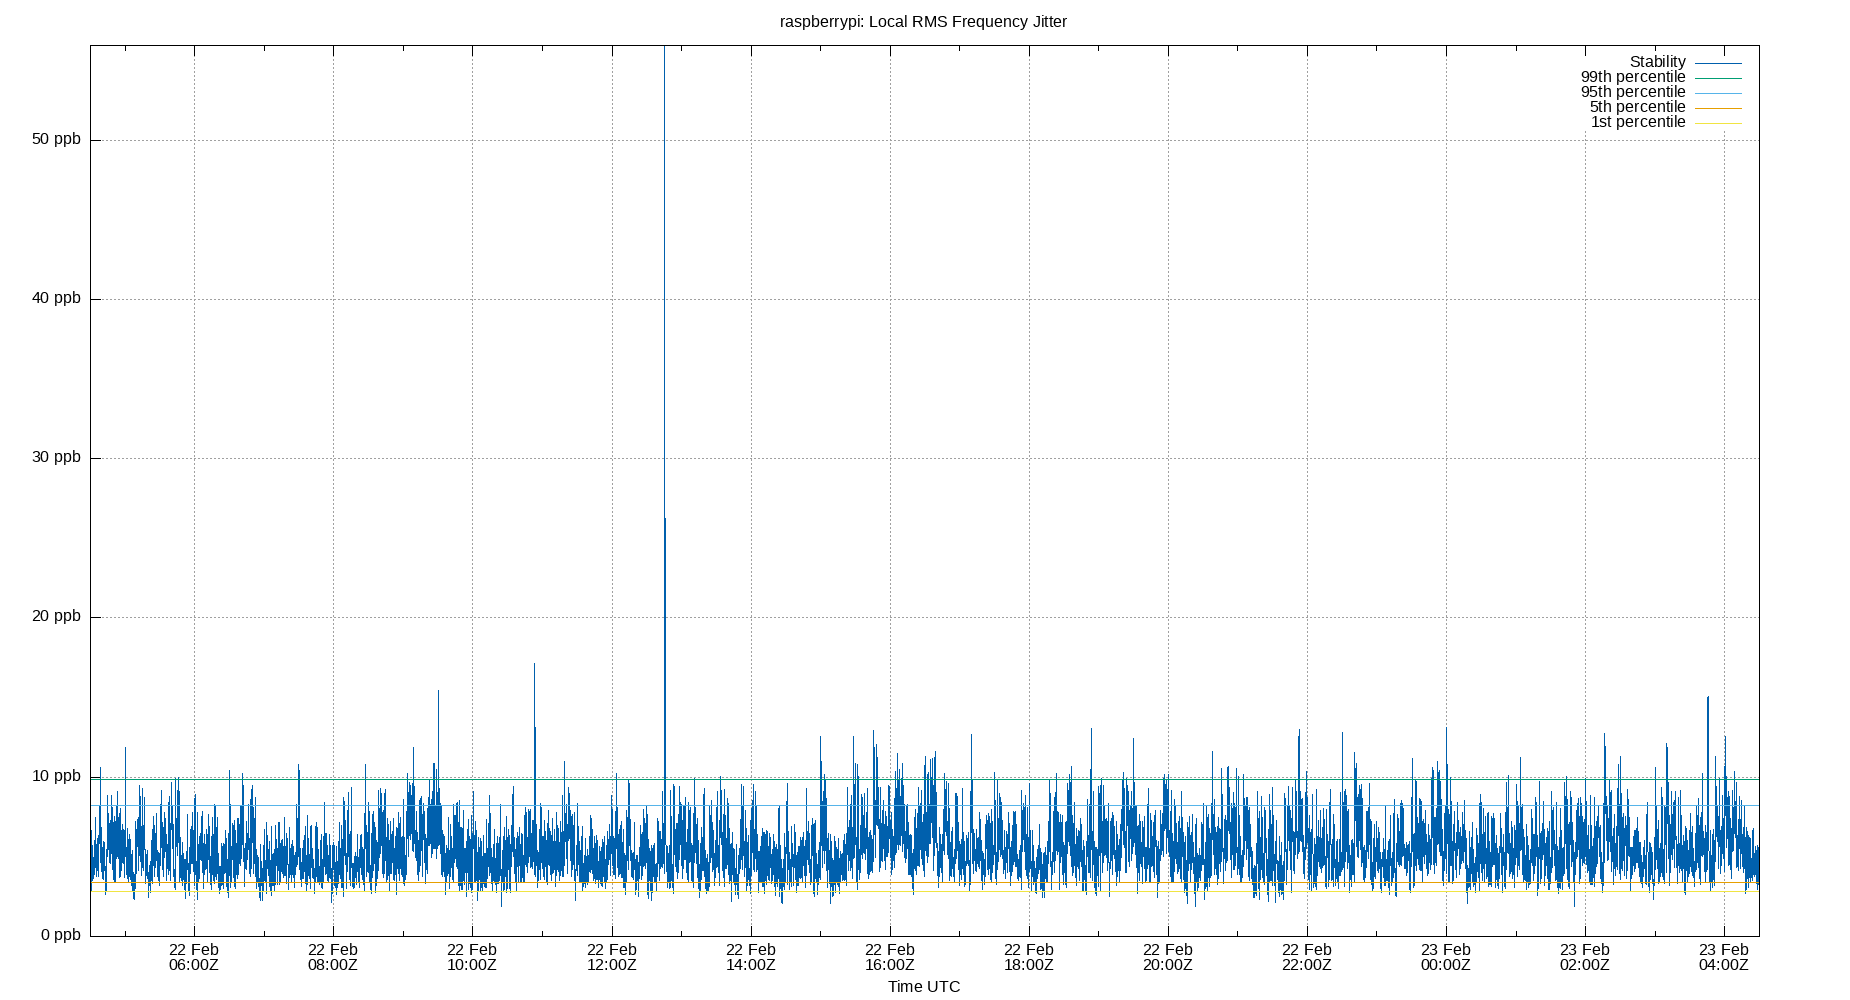 raspberrypi: Local RMS Frequency Jitter
Stability
99th percentile
95th percentile
5th percentile
1st percentile
50 ppb
40 ppb
30 ppb
20 ppb
10 ppb
0 ppb
22 Feb 22 Feb 22 Feb 22 Feb 22 Feb 22 Feb 22 Feb 22 Feb 22 Feb 23 Feb 23 Feb 23 Feb
06:00Z 08:00Z 10:00Z 12:00Z 14:00Z 16:00Z 18:00Z 20:00Z 22:00Z 00:00Z 02:00Z 04:00Z
Time UTC